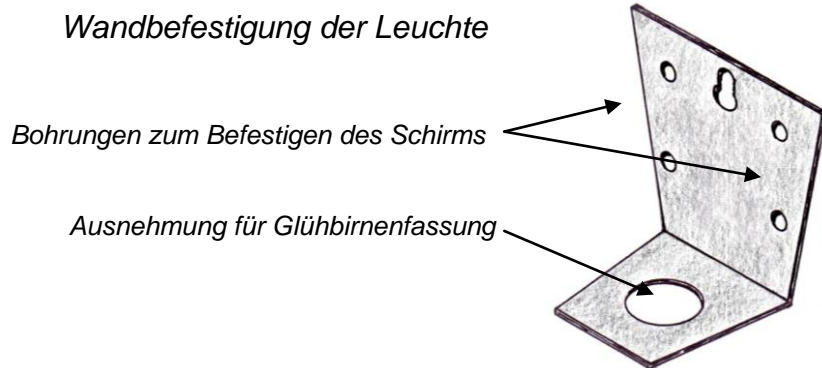 Wandbefestigung der Leuchte
Bohrungen zum Befestigen des Schirms
Ausnehmung für Glühbirnenfassung